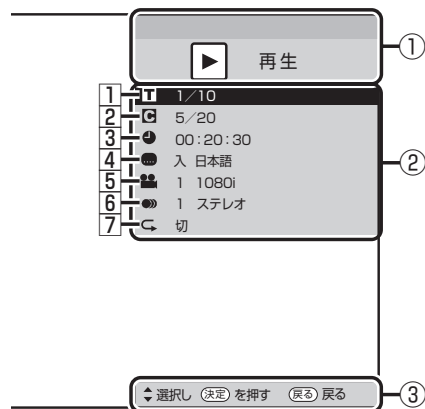 ① 再生
1 T 1/10
2 C 5/20
3 00:20:30
4 入 日本語
5 1 1080i
6 1 ステレオ
7 切
②
選択し 決定 を押す 戻る 戻る ③